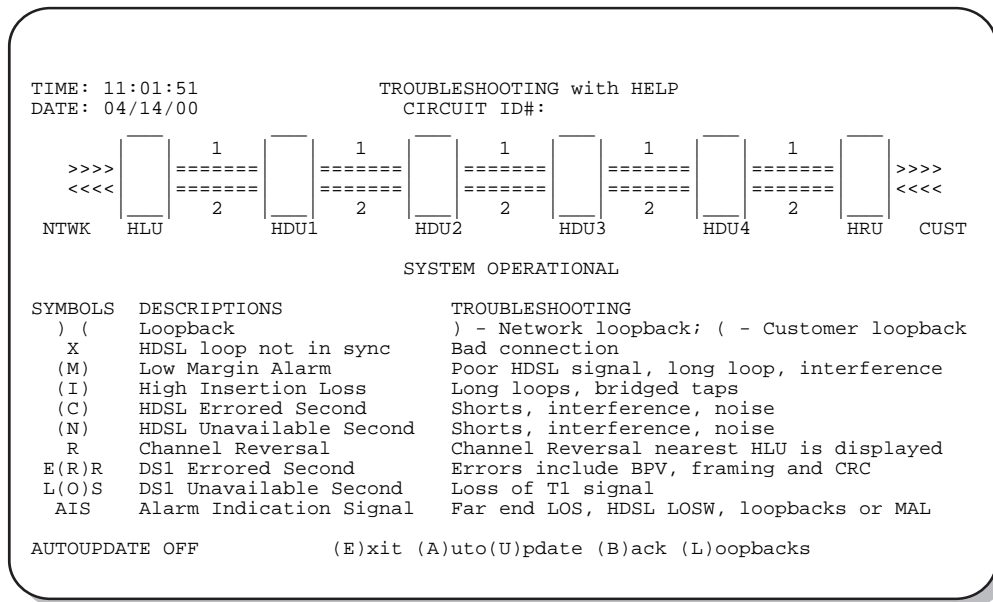 TIME: 11:01:51 TROUBLESHOOTING with HELP
DATE: 04/14/00 CIRCUIT ID#:
1 1 1 1 1
>>>> ======= ======= ======= ======= ======= >>>>
<<<< ======= ======= ======= ======= ======= <<<<
2 2 2 2 2
NTWK HLU HDU1 HDU2 HDU3 HDU4 HRU CUST
SYSTEM OPERATIONAL
SYMBOLS DESCRIPTIONS TROUBLESHOOTING
) ( Loopback ) - Network loopback; ( - Customer loopback
X HDSL loop not in sync Bad connection
(M) Low Margin Alarm Poor HDSL signal, long loop, interference
(I) High Insertion Loss Long loops, bridged taps
(C) HDSL Errored Second Shorts, interference, noise
(N) HDSL Unavailable Second Shorts, interference, noise
R Channel Reversal Channel Reversal nearest HLU is displayed
E(R)R DS1 Errored Second Errors include BPV, framing and CRC
L(O)S DS1 Unavailable Second Loss of T1 signal
AIS Alarm Indication Signal Far end LOS, HDSL LOSW, loopbacks or MAL
AUTOUPDATE OFF (E)xit (A)uto(U)pdate (B)ack (L)oopbacks